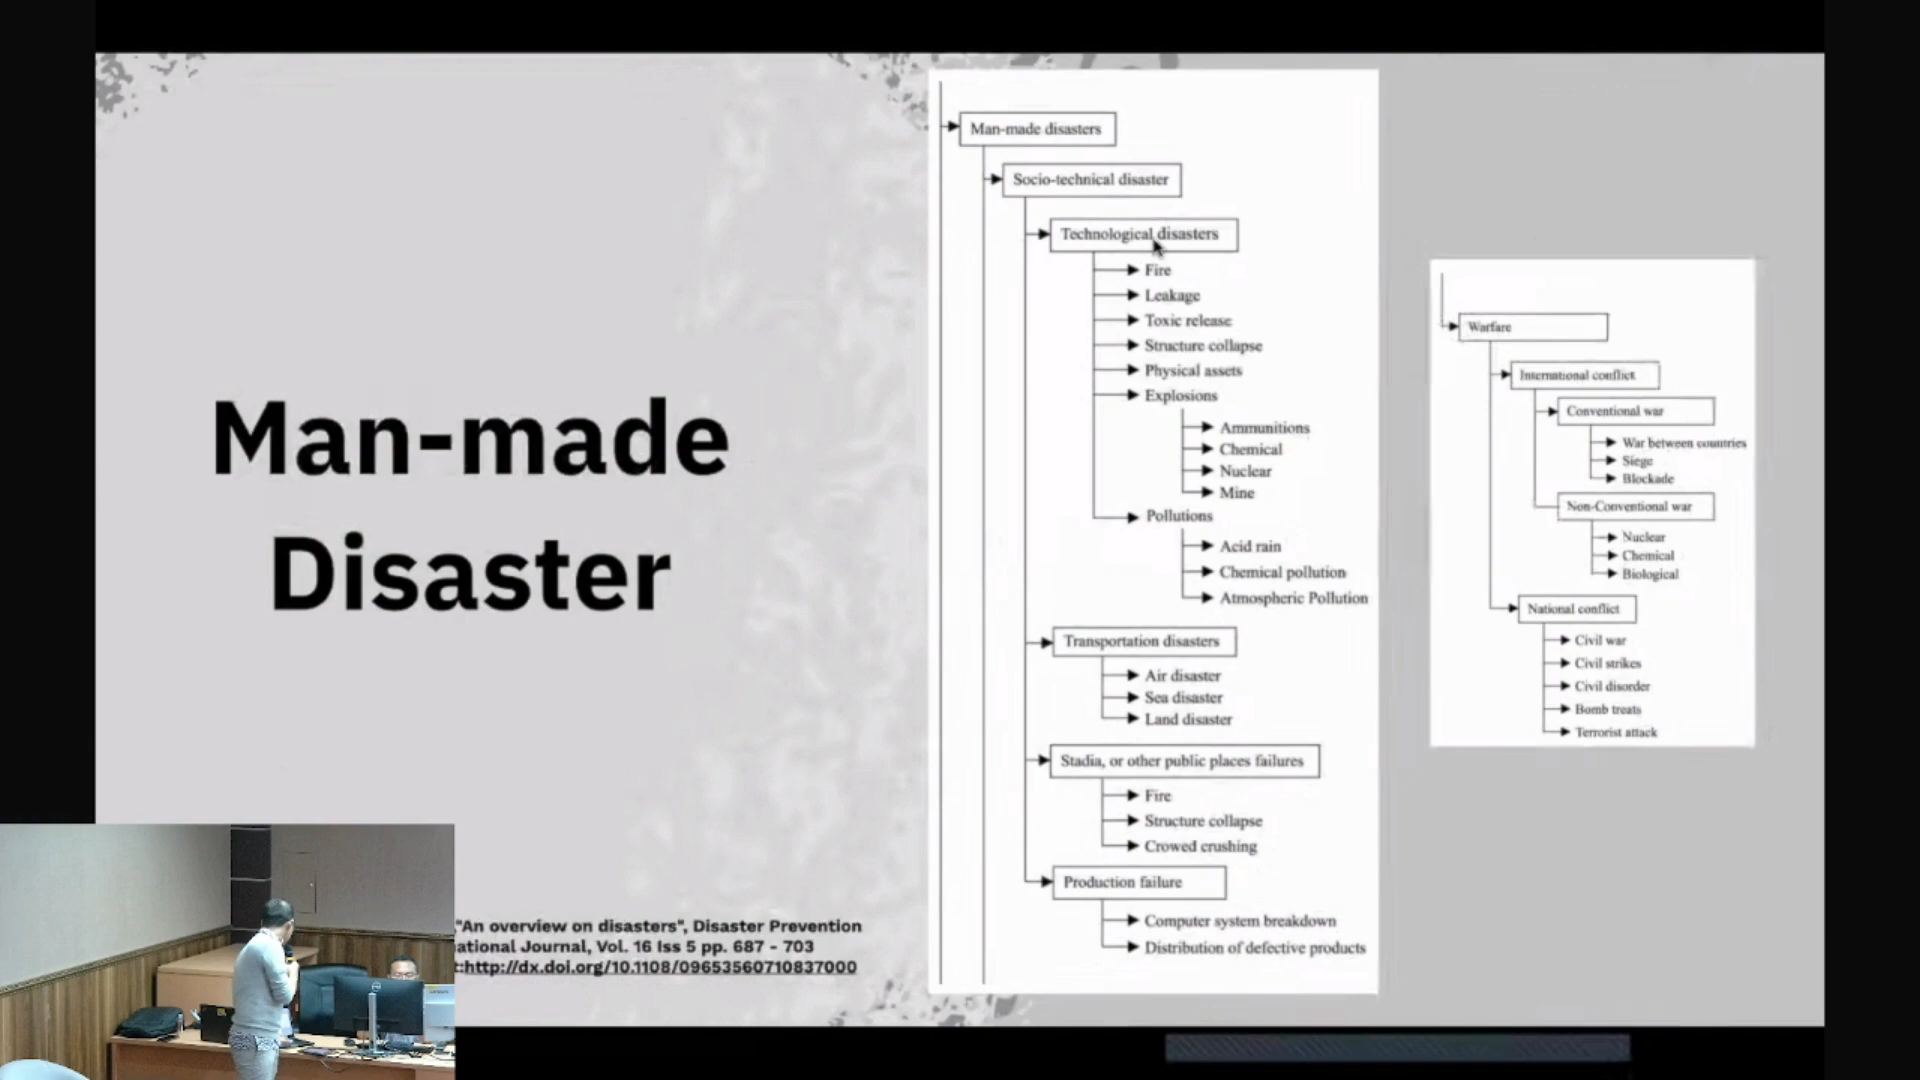 Man-made
Disaster
"An overview on disasters", Disaster Prevention
ational Journal, Vol. 16 Iss 5 pp. 687 - 703
t:http://dx.doi.org/10.1108/09653560710837000
Man-made disasters
Socio-technical disaster
Technological disasters
Fire
Leakage
Toxic release
Structure collapse
Physical assets
Explosions
Ammunitions
Chemical
Nuclear
Mine
Pollutions
Acid rain
Chemical pollution
Atmospheric Pollution
Transportation disasters
Air disaster
Sea disaster
Land disaster
Stadia, or other public places failures
Fire
Structure collapse
Crowed crushing
Production failure
Computer system breakdown
Distribution of defective products
Warfare
International conflict
Conventional war
War between countries
Siege
Blockade
Non-Conventional war
Nuclear
Chemical
Biological
National conflict
Civil war
Civil strikes
Civil disorder
Bomb treats
Terrorist attack